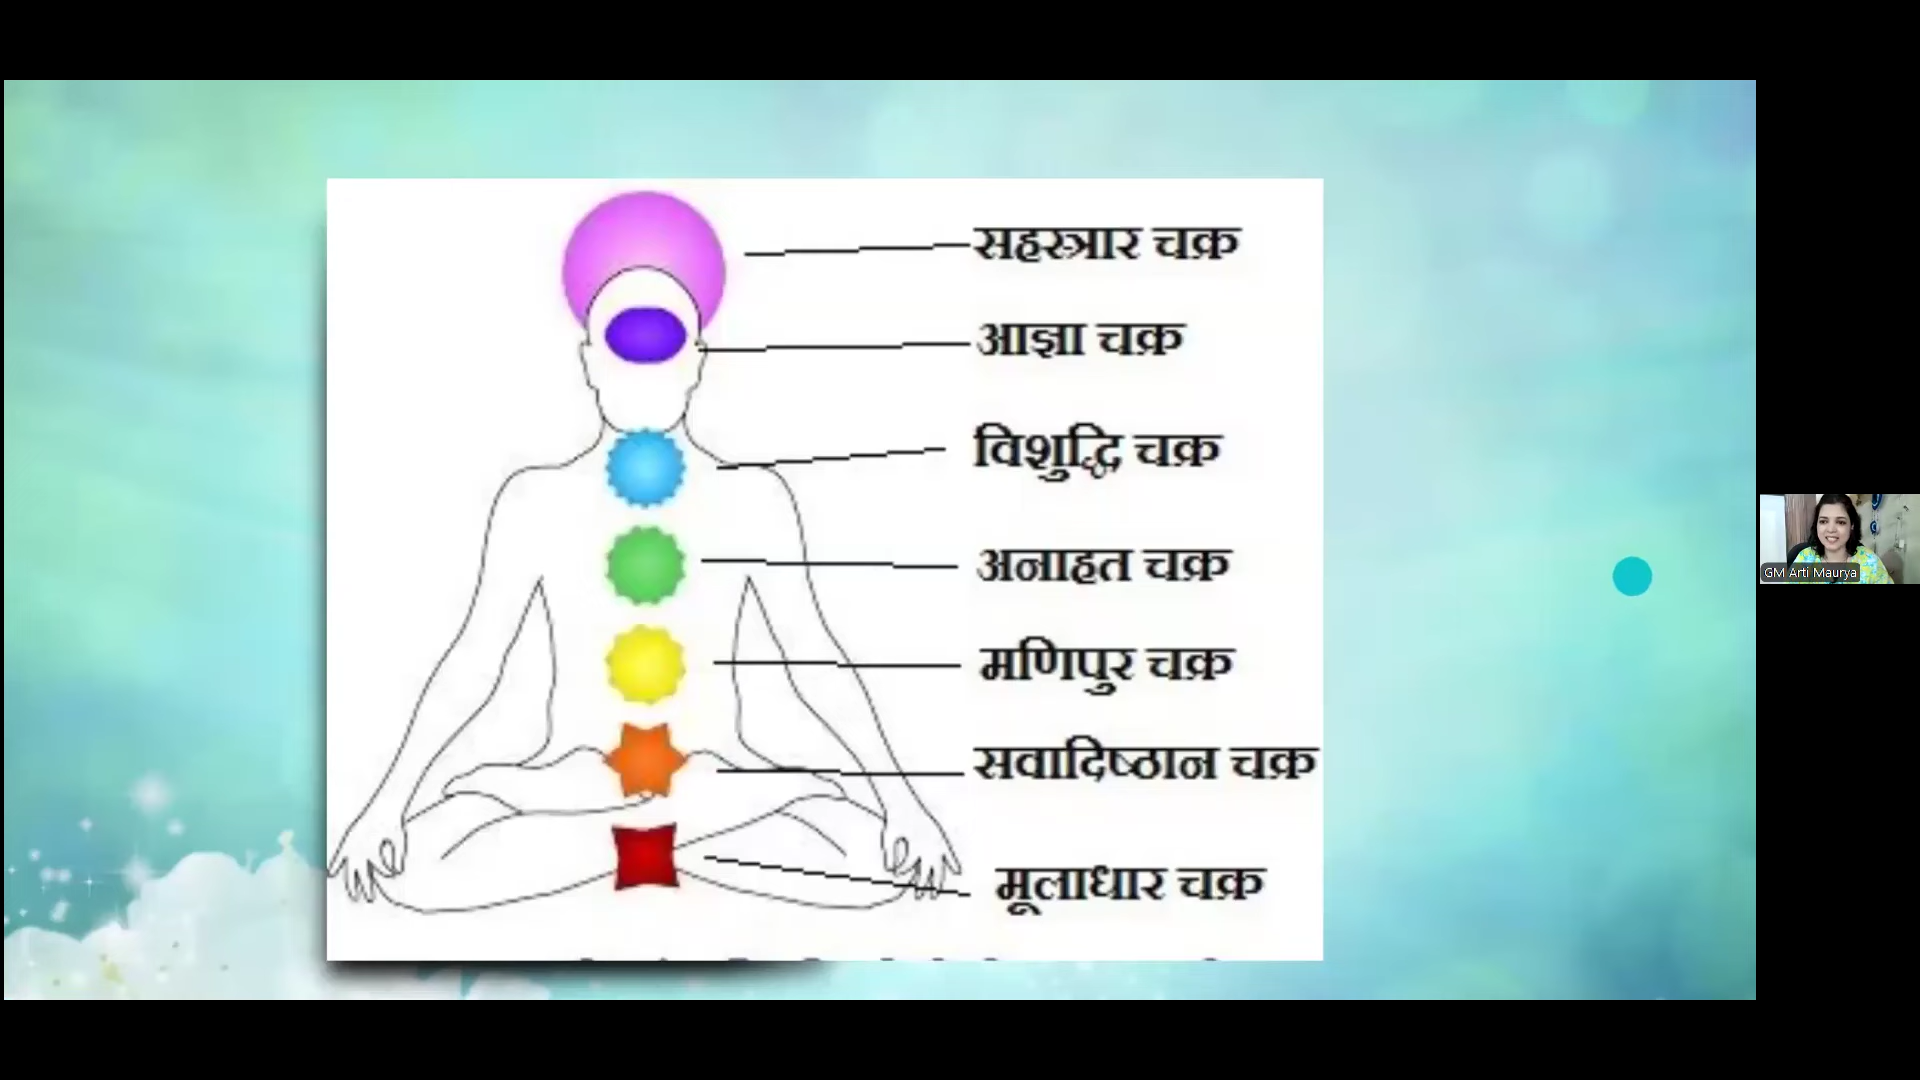 सहस्त्रार चक्र
आज्ञा चक्र
विशुद्धि चक्र
अनाहत चक्र
मणिपुर चक्र
सवादिष्ठान चक्र
मूलाधार चक्र
GM Arti Maurya